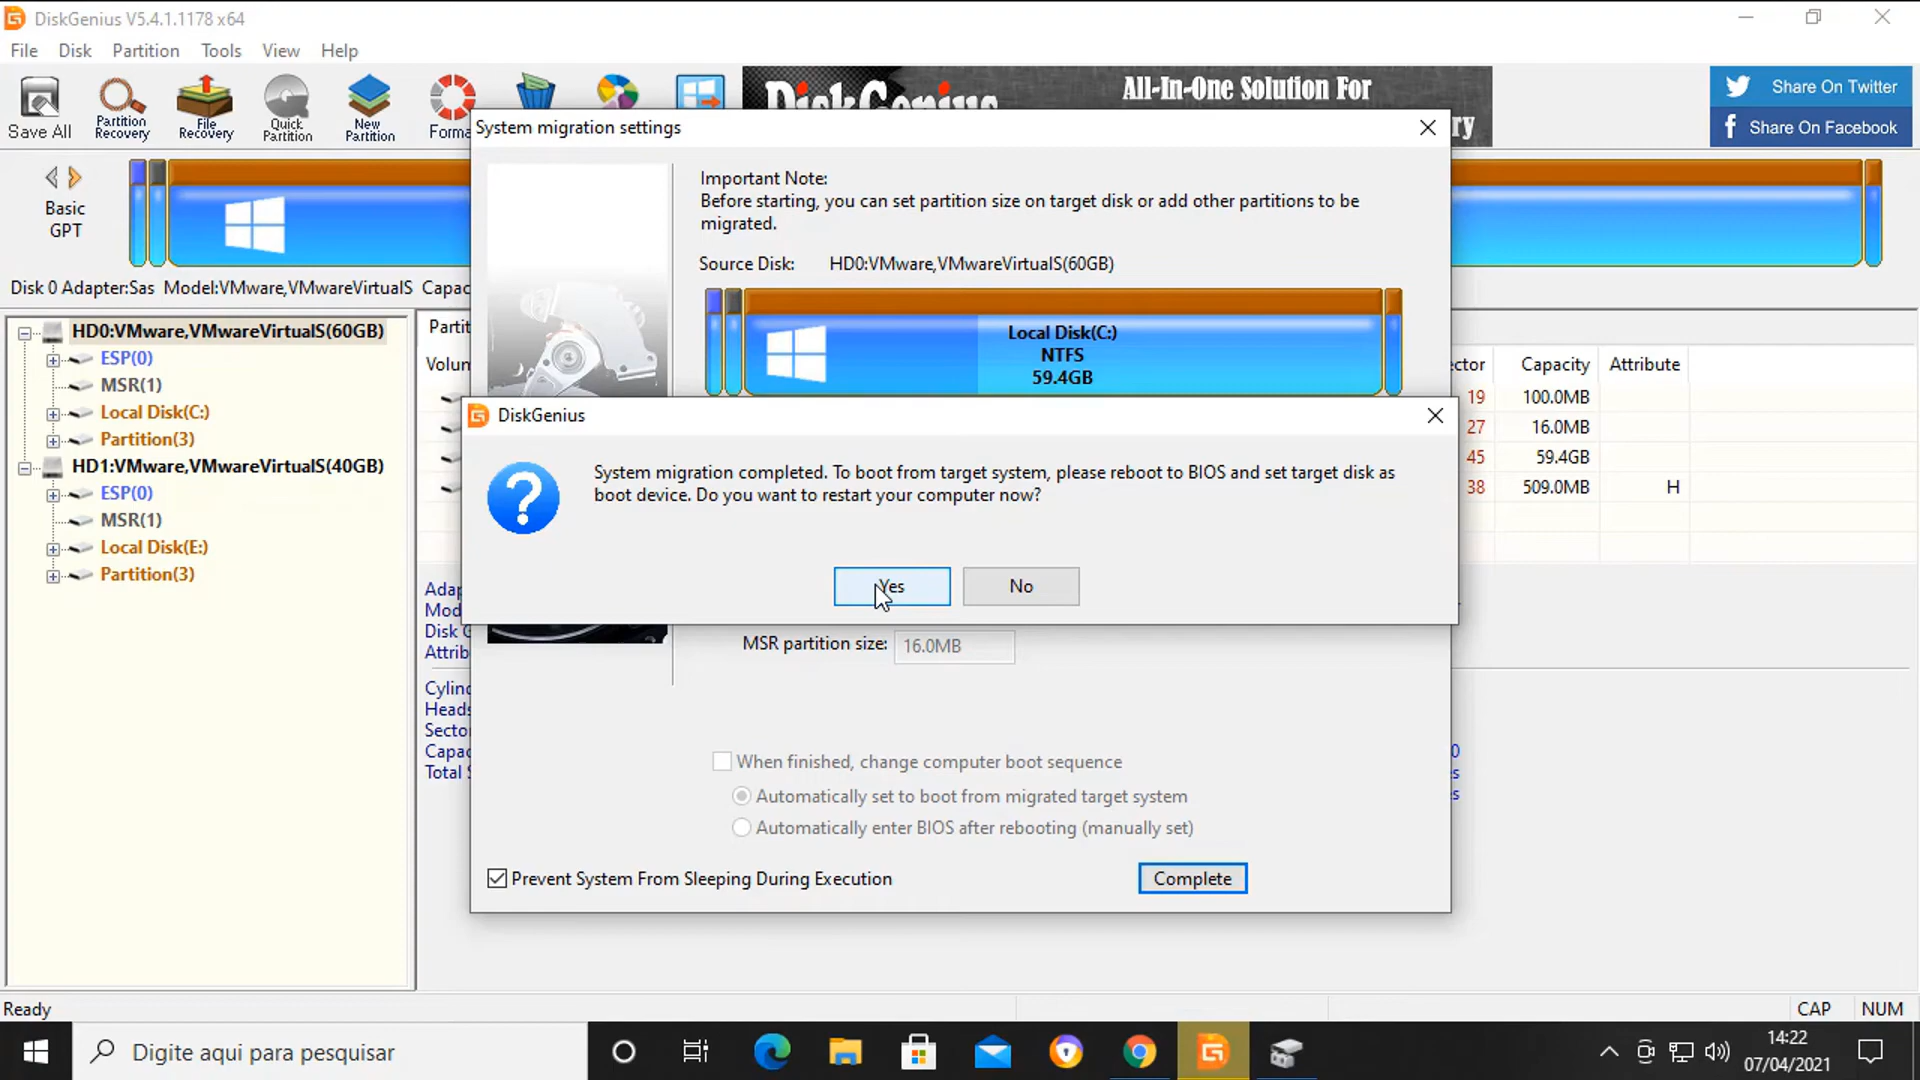 DiskGenius V5.4.1.1178 x64
File Disk Partition Tools View Help
Save All
Partition Recovery
File Recovery
Quick Partition
New Partition
DiskGenius
All-In-One Solution For
Share On Twitter
Share On Facebook
System migration settings
Basic
GPT
Important Note:
Before starting, you can set partition size on target disk or add other partitions to be
migrated.
Source Disk: HD0:VMware,VMwareVirtualS(60GB)
Disk 0 Adapter:Sas Model:VMware,VMwareVirtualS
Local Disk(C:)
NTFS
59.4GB
HD0:VMware,VMwareVirtualS(60GB)
ESP(0)
MSR(1)
Local Disk(C:)
Partition(3)
HD1:VMware,VMwareVirtualS(40GB)
ESP(0)
MSR(1)
Local Disk(E:)
Partition(3)
Capacity Attribute
19 100.0MB
27 16.0MB
45 59.4GB
38 509.0MB H
DiskGenius
System migration completed. To boot from target system, please reboot to BIOS and set target disk as
boot device. Do you want to restart your computer now?
Yes No
MSR partition size: 16.0MB
When finished, change computer boot sequence
Automatically set to boot from migrated target system
Automatically enter BIOS after rebooting (manually set)
Prevent System From Sleeping During Execution
Complete
Ready
CAP NUM
Digite aqui para pesquisar
14:22
07/04/2021